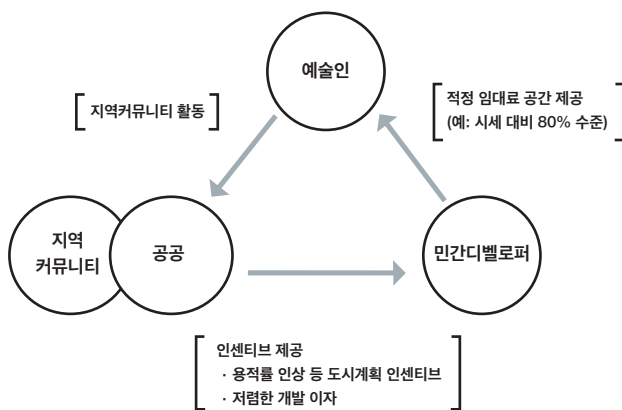 예술인
지역커뮤니티 활동
적정 임대료 공간 제공
(예: 시세 대비 80% 수준)
지역
커뮤니티
공공
민간디벨로퍼
인센티브 제공
· 용적률 인상 등 도시계획 인센티브
· 저렴한 개발 이자